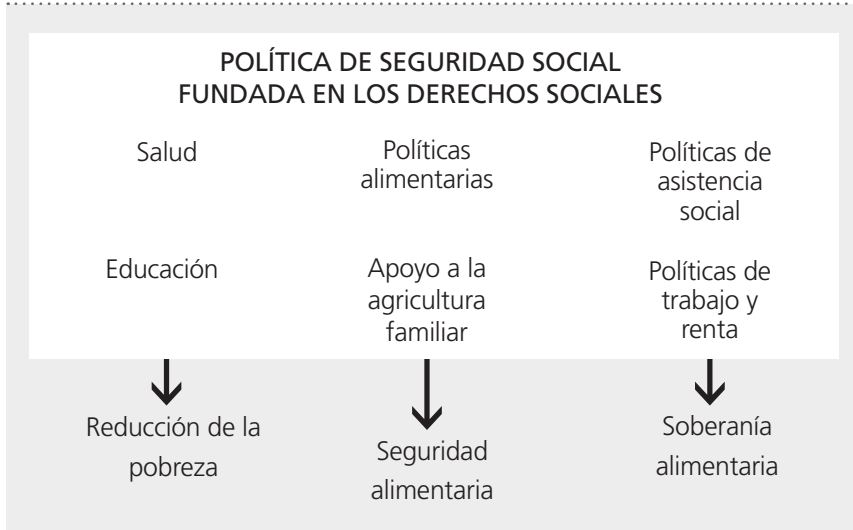 POLÍTICA DE SEGURIDAD SOCIAL
FUNDADA EN LOS DERECHOS SOCIALES
Salud
Políticas
alimentarias
Políticas de
asistencia
social
Educación
Apoyo a la
agricultura
familiar
Políticas de
trabajo y
renta
Reducción de la
pobreza
Seguridad
alimentaria
Soberanía
alimentaria